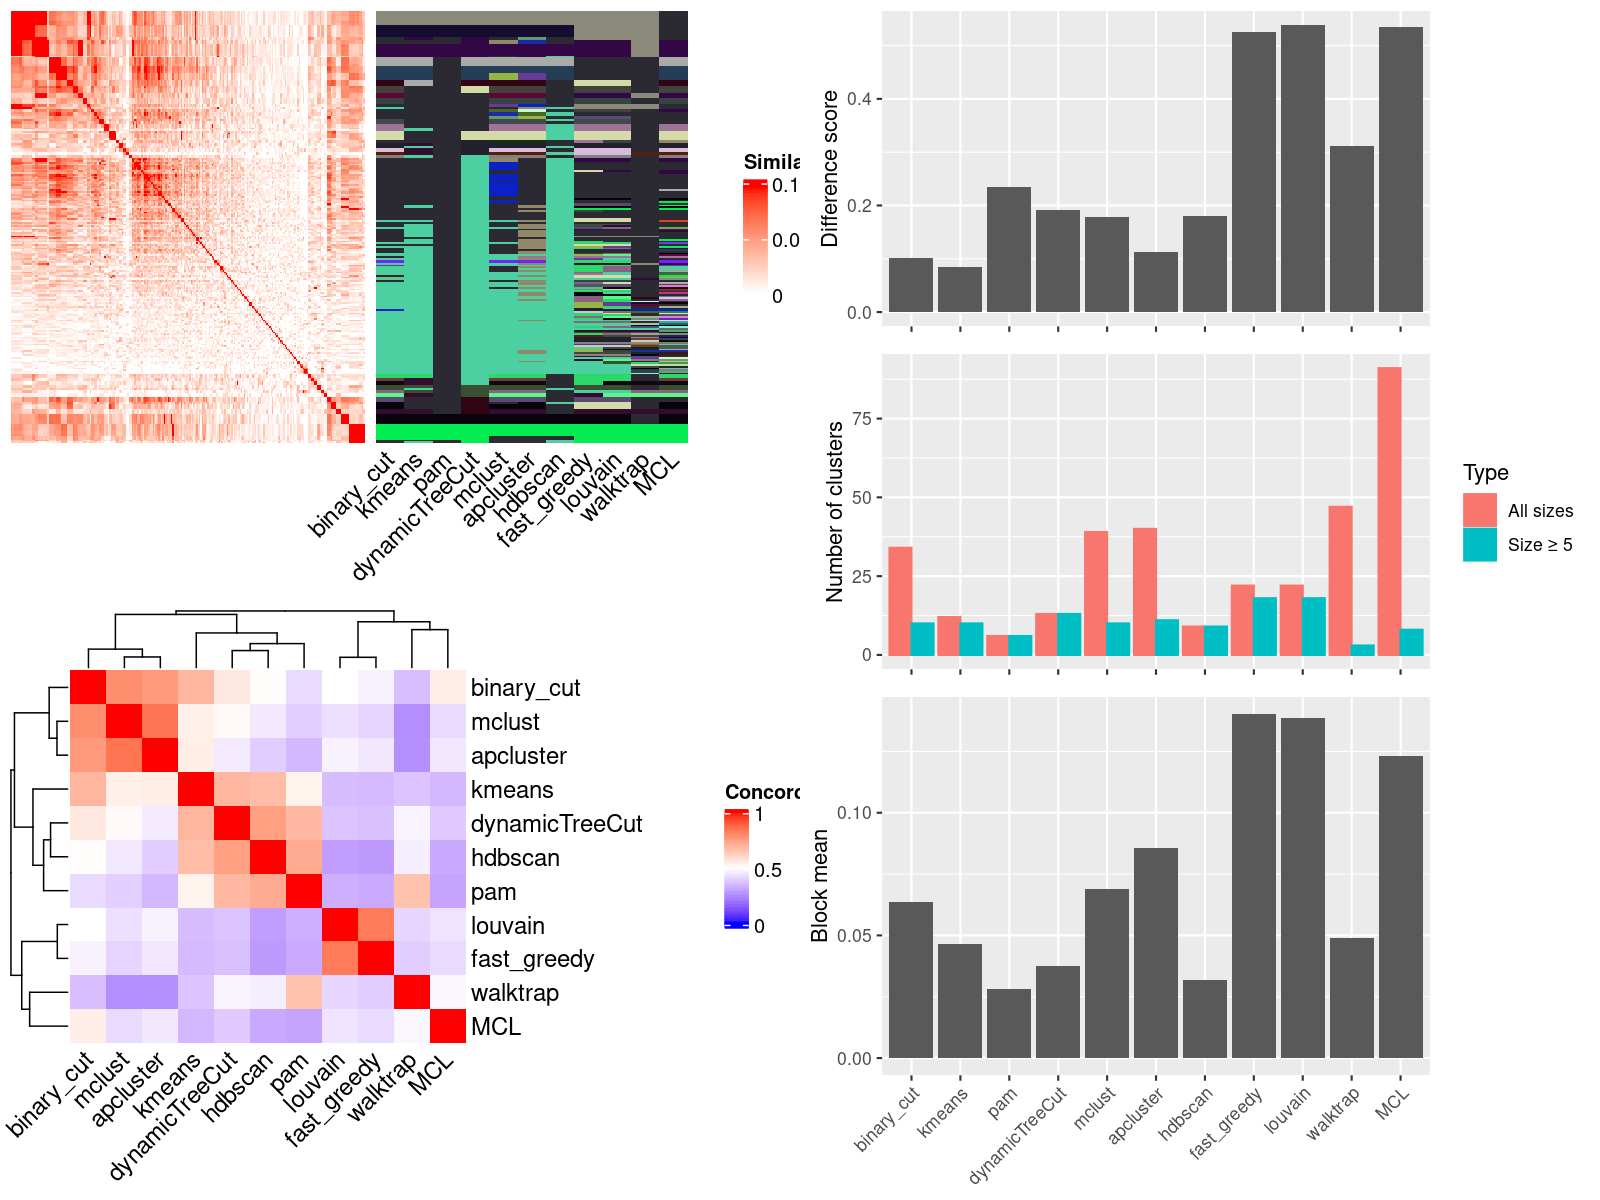 Simila
0.1
0.0
0
binary_cut
kmeans
pam
dynamicTreeCut
mclust
apcluster
hdbscan
fast_greedy
louvain
walktrap
MCL
binary_cut
mclust
apcluster
kmeans
dynamicTreeCut
hdbscan
pam
louvain
fast_greedy
walktrap
MCL
binary_cut
mclust
apcluster
kmeans
dynamicTreeCut
hdbscan
pam
louvain
fast_greedy
walktrap
MCL
Concord
1
0.5
0
Difference score
0.4
0.2
0.0
Number of clusters
75
50
25
0
Type
All sizes
Size ≥ 5
Block mean
0.10
0.05
0.00
binary_cut
kmeans
pam
dynamicTreeCut
mclust
apcluster
hdbscan
fast_greedy
louvain
walktrap
MCL